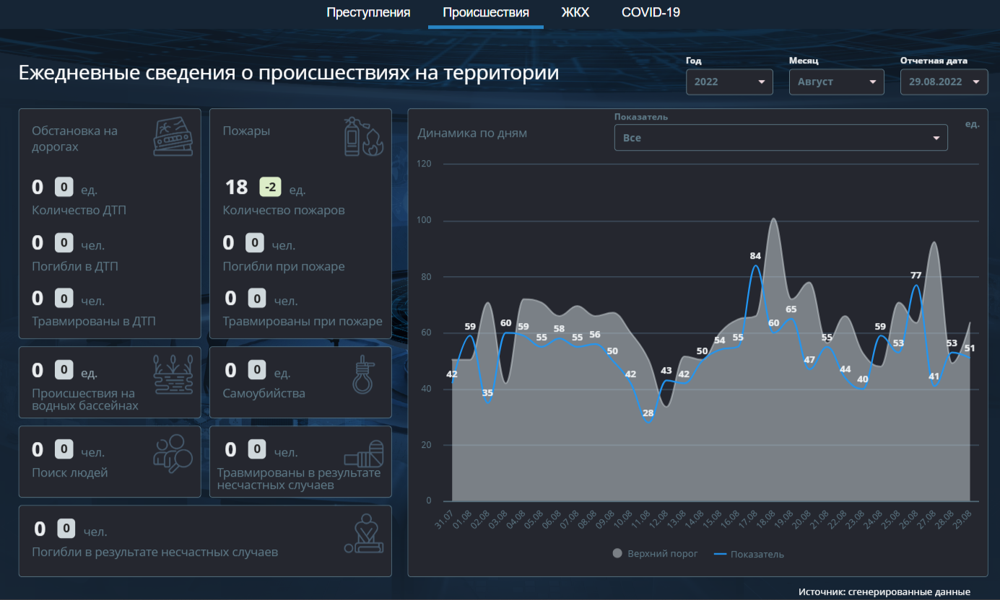 Преступления
Происшествия
ЖКХ
COVID-19
Ежедневные сведения о происшествиях на территории
Год
2022
Месяц
Август
Отчетная дата
29.08.2022
Обстановка на
дорогах
0 0 ед.
Количество ДТП
0 0 чел.
Погибли в ДТП
0 0 чел.
Травмированы в ДТП
Пожары
18 -2 ед.
Количество пожаров
0 0 чел.
Погибли при пожаре
0 0 чел.
Травмированы при пожаре
0 0 ед.
Происшествия на
водных бассейнах
0 0 ед.
Самоубийства
0 0 чел.
Поиск людей
0 0 чел.
Травмированы в результате
несчастных случаев
0 0 чел.
Погибли в результате несчастных случаев
Динамика по дням
Показатель
Все
ед.
120
100
80
60
40
20
0
42 59 35 60 59 55 58 55 56 50 42 28 43 42 50 54 55 84 60 65 47 55 44 40 59 53 77 41 53 51
31.07 01.08 02.08 03.08 04.08 05.08 06.08 07.08 08.08 09.08 10.08 11.08 12.08 13.08 14.08 15.08 16.08 17.08 18.08 19.08 20.08 21.08 22.08 23.08 24.08 25.08 26.08 27.08 28.08 29.08
Верхний порог
Показатель
Источник: сгенерированные данные